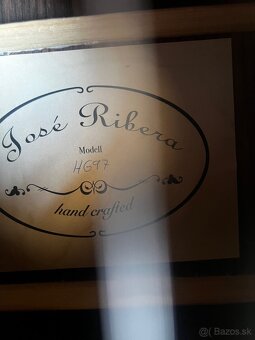 José Ribera
Modell
HG97
hand crafted
© Bazos.sk